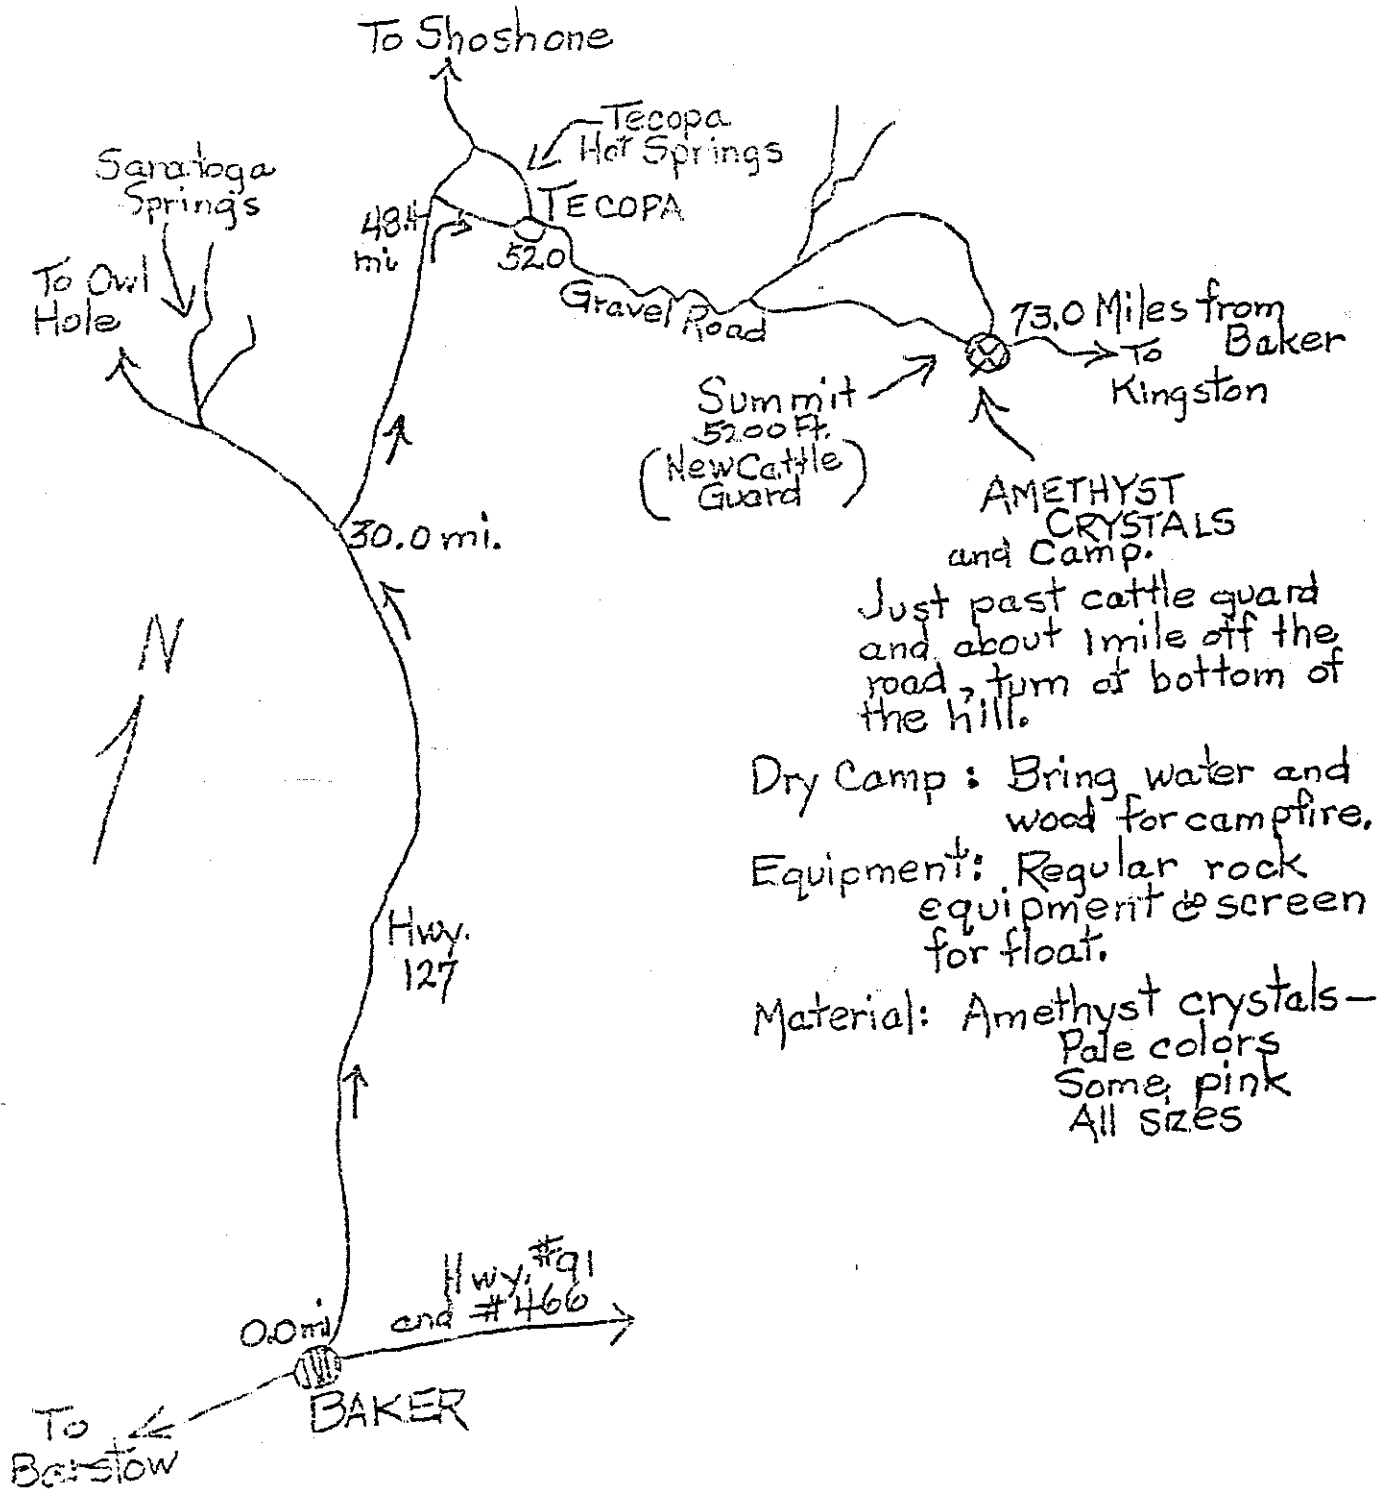 To Shoshone
Tecopa
Hot Springs
Saratoga
Springs
TECOPA
48.4
mi
52.0
To Owl
Hole
Gravel Road
73.0 Miles from
Baker
To
Kingston
Summit
5200 Ft.
(New Cattle
Guard)
AMETHYST
CRYSTALS
and Camp.
30.0 mi.
Just past cattle guard
and about 1 mile off the
road, turn at bottom of
the hill.
N
Dry Camp: Bring water and
wood for campfire.
Equipment: Regular rock
equipment & screen
for float.
Hwy.
127
Material: Amethyst crystals—
Pale colors
Some pink
All sizes
Hwy. #91
and #466
0.0 mi
BAKER
To
Barstow